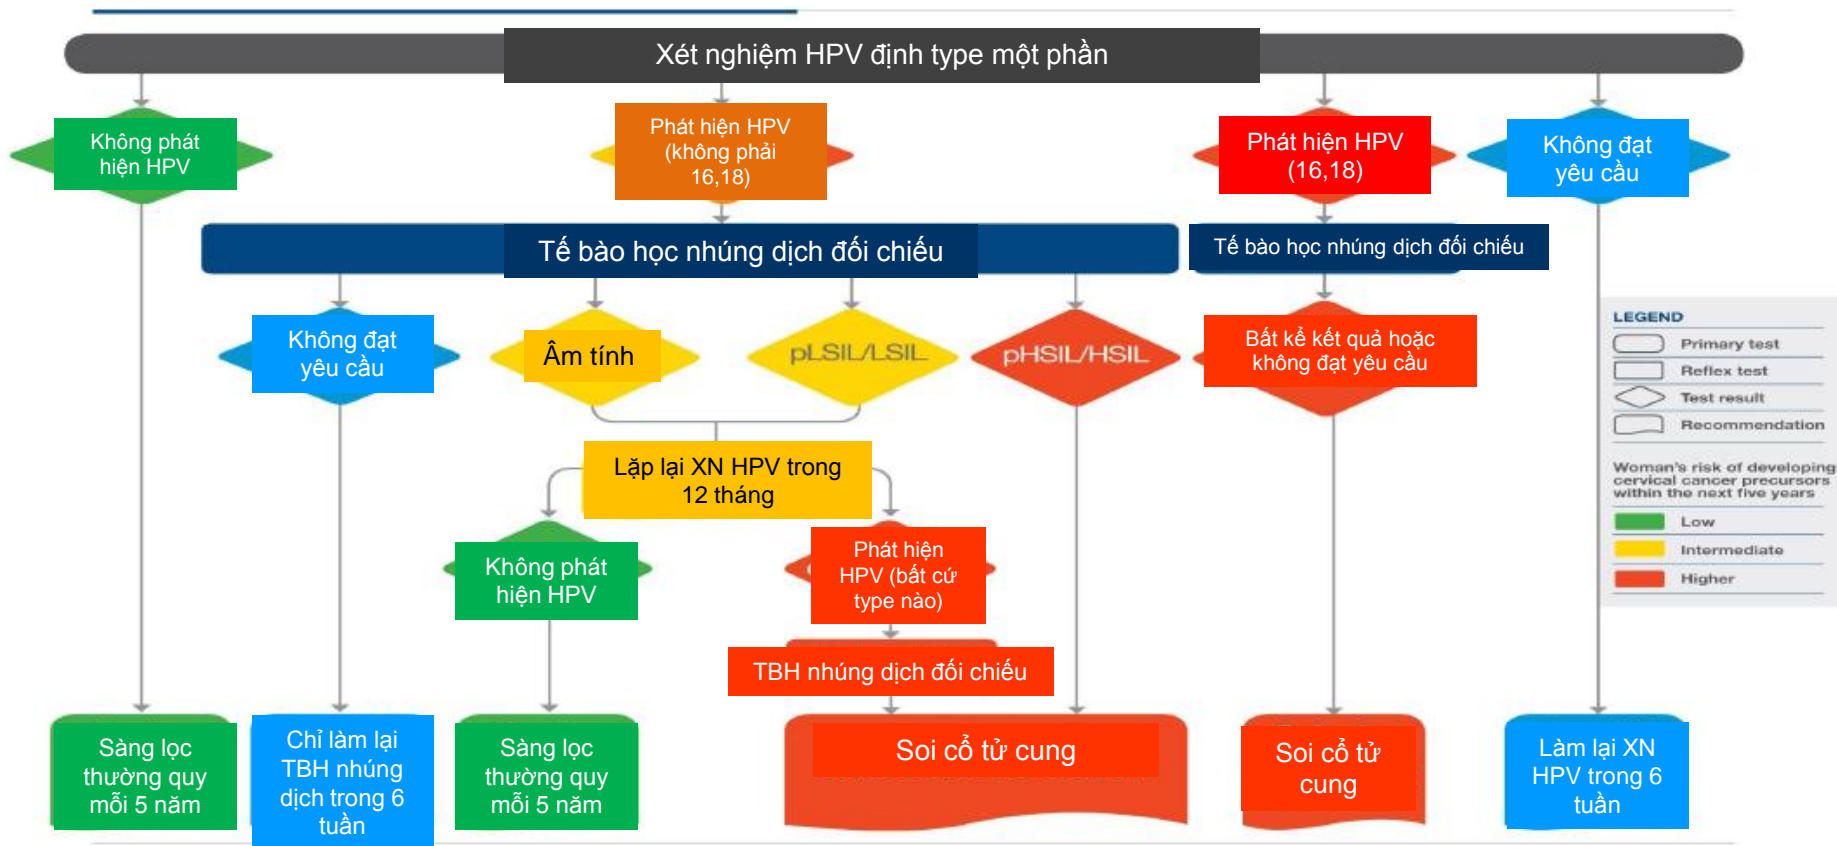 Xét nghiệm HPV định type một phần
Không phát
hiện HPV
Phát hiện HPV
(không phải
16,18)
Phát hiện HPV
(16,18)
Không đạt
yêu cầu
Tế bào học nhúng dịch đối chiếu
Tế bào học nhúng dịch đối chiếu
Không đạt
yêu cầu
Âm tính
pLSIL/LSIL
pHSIL/HSIL
Bất kể kết quả hoặc
không đạt yêu cầu
LEGEND
Primary test
Reflex test
Test result
Recommendation
Woman's risk of developing
cervical cancer precursors
within the next five years
Low
Intermediate
Higher
Lặp lại XN HPV trong
12 tháng
Không phát
hiện HPV
Phát hiện
HPV (bất cứ
type nào)
TBH nhúng dịch đối chiếu
Sàng lọc
thường quy
mỗi 5 năm
Chỉ làm lại
TBH nhúng
dịch trong 6
tuần
Sàng lọc
thường quy
mỗi 5 năm
Soi cổ tử cung
Soi cổ tử
cung
Làm lại XN
HPV trong 6
tuần